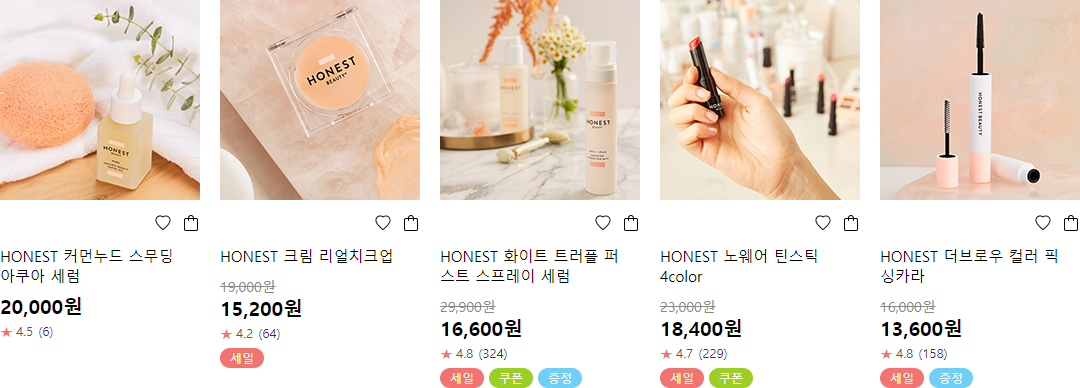 HONEST
HONEST
BEAUTY
HONEST
BEAUTY
HONEST
HONEST BEAUTY
HONEST 커먼누드 스무딩
아쿠아 세럼
20,000원
★ 4.5 (6)
HONEST 크림 리얼치크업
19,000원
15,200원
★ 4.2 (64)
세일
HONEST 화이트 트러플 퍼
스트 스프레이 세럼
29,900원
16,600원
★ 4.8 (324)
세일 쿠폰 증정
HONEST 노웨어 틴스틱
4color
23,000원
18,400원
★ 4.7 (229)
세일 쿠폰
HONEST 더브로우 컬러 픽
싱카라
16,000원
13,600원
★ 4.8 (158)
세일 증정